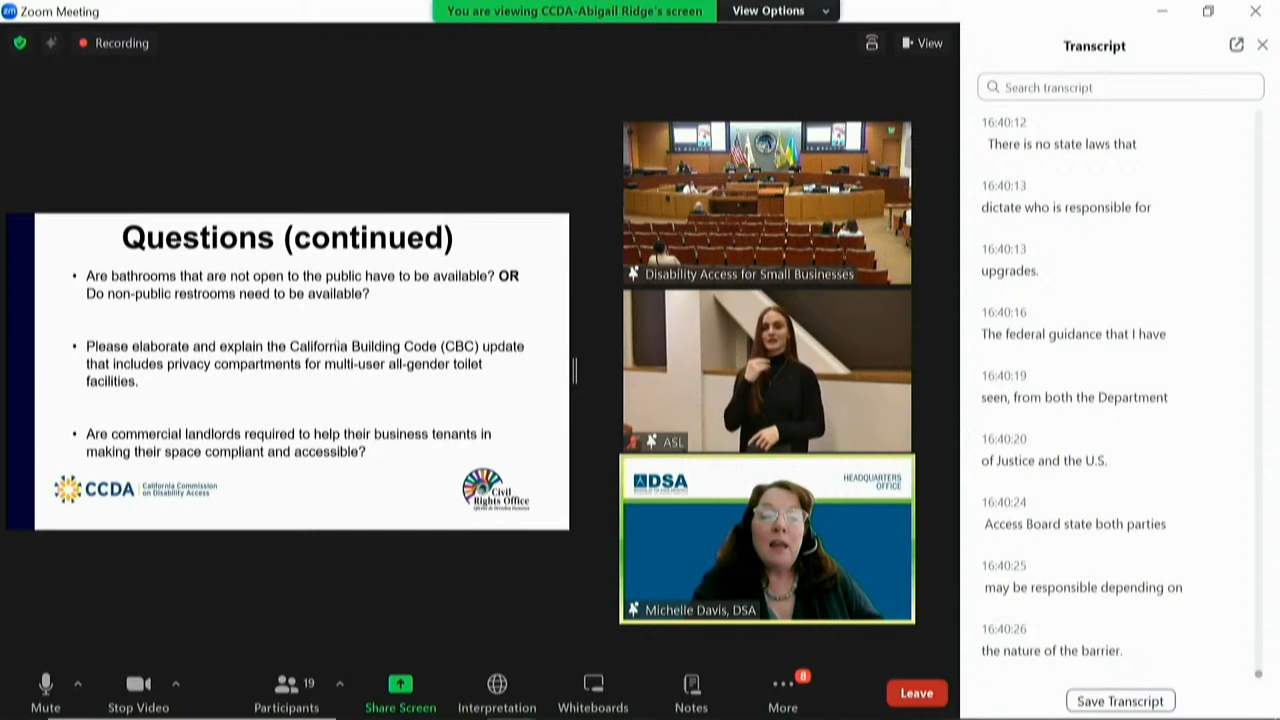 zm Zoom Meeting
You are viewing CCDA-Abigail Ridge's screen
View Options
Recording
View
Questions (continued)
• Are bathrooms that are not open to the public have to be available? OR
Do non-public restrooms need to be available?
• Please elaborate and explain the California Building Code (CBC) update
that includes privacy compartments for multi-user all-gender toilet
facilities.
• Are commercial landlords required to help their business tenants in
making their space compliant and accessible?
CCDA
California Commission
on Disability Access
Civil
Rights Office
Oficina de Derechos Humanos
Disability Access for Small Businesses
ASL
DSA
HEADQUARTERS
OFFICE
Michelle Davis, DSA
Transcript
Search transcript
16:40:12
There is no state laws that
16:40:13
dictate who is responsible for
16:40:13
upgrades.
16:40:16
The federal guidance that I have
16:40:19
seen, from both the Department
16:40:20
of Justice and the U.S.
16:40:24
Access Board state both parties
16:40:25
may be responsible depending on
16:40:26
the nature of the barrier.
Save Transcript
Mute
Stop Video
19
Participants
Share Screen
Interpretation
Whiteboards
Notes
8
More
Leave